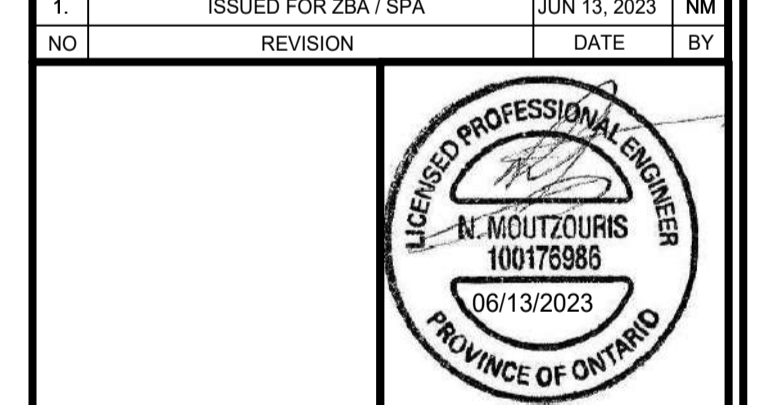 1. ISSUED FOR ZBA / SPA JUN 13, 2023 NM
NO REVISION DATE BY
LICENSED PROFESSIONAL ENGINEER
N. MOUTZOURIS
100176986
06/13/2023
PROVINCE OF ONTARIO